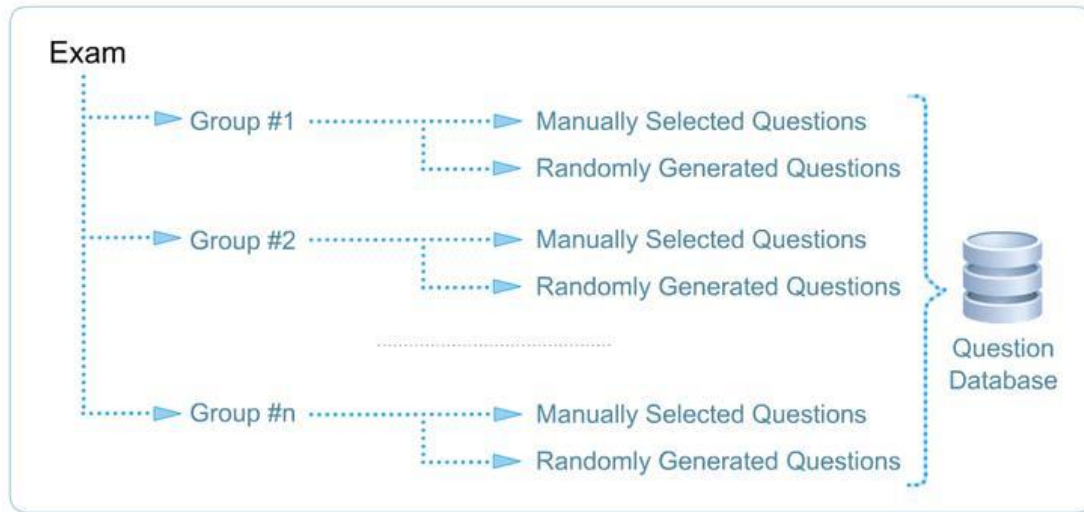 Exam
Group #1
Manually Selected Questions
Randomly Generated Questions
Group #2
Manually Selected Questions
Randomly Generated Questions
Group #n
Manually Selected Questions
Randomly Generated Questions
Question
Database